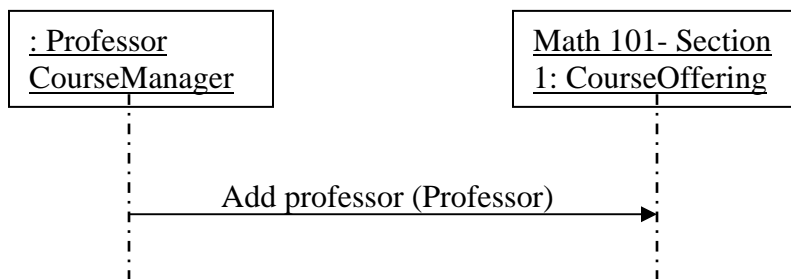 : Professor
CourseManager
Math 101- Section
1: CourseOffering
Add professor (Professor)